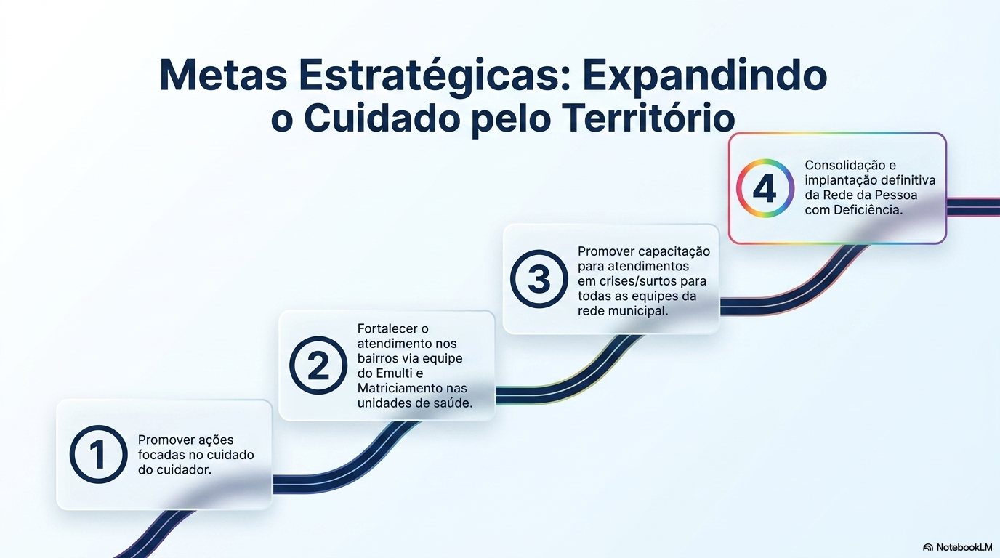 Metas Estratégicas: Expandindo
o Cuidado pelo Território
1
Promover ações
focadas no cuidado
do cuidador.
2
Fortalecer o
atendimento nos
bairros via equipe
do Emulti e
Matriciamento nas
unidades de saúde.
3
Promover capacitação
para atendimentos
em crises/surtos para
todas as equipes da
rede municipal.
4
Consolidação e
implantação definitiva
da Rede da Pessoa
com Deficiência.
NotebookLM